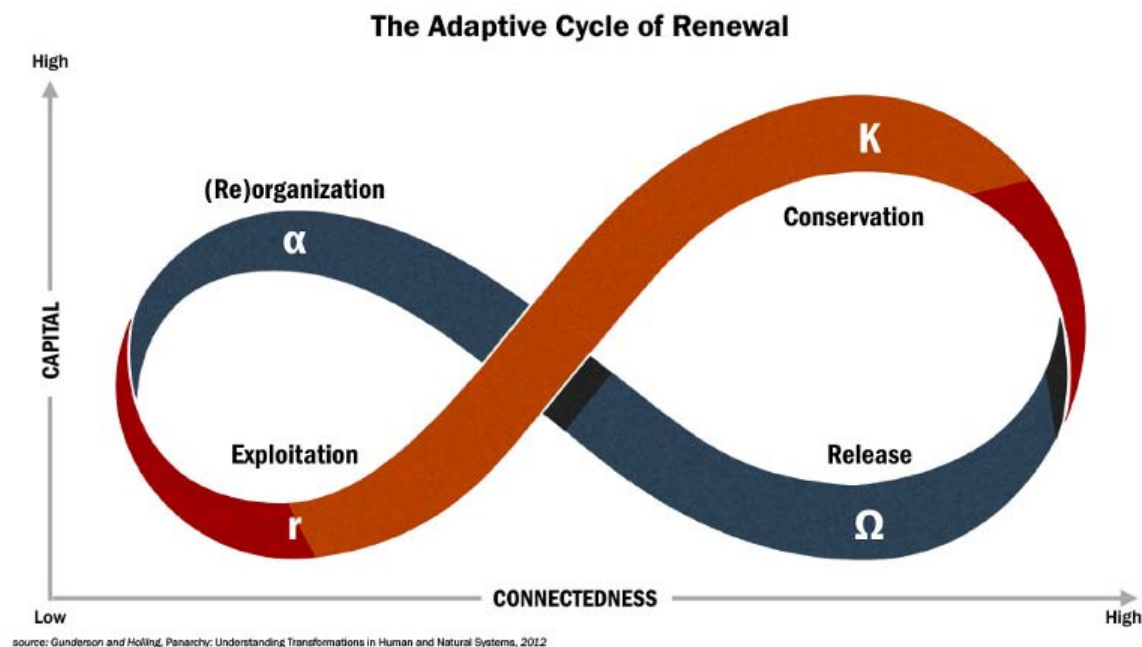 The Adaptive Cycle of Renewal
High
K
(Re)organization
α
Conservation
CAPITAL
Exploitation
Release
r
Ω
CONNECTEDNESS
Low
High
source: Gunderson and Holling, Panarchy: Understanding Transformations in Human and Natural Systems, 2012